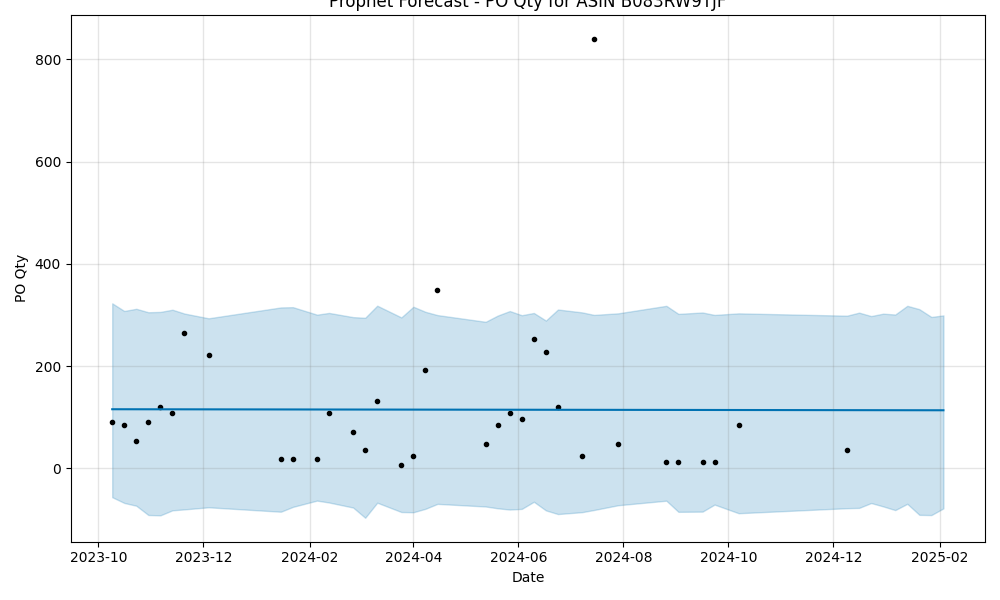 Prophet Forecast - PO Qty for ASIN B083RW9TJF
800
600
400
200
0
PO Qty
2023-10 2023-12 2024-02 2024-04 2024-06 2024-08 2024-10 2024-12 2025-02
Date